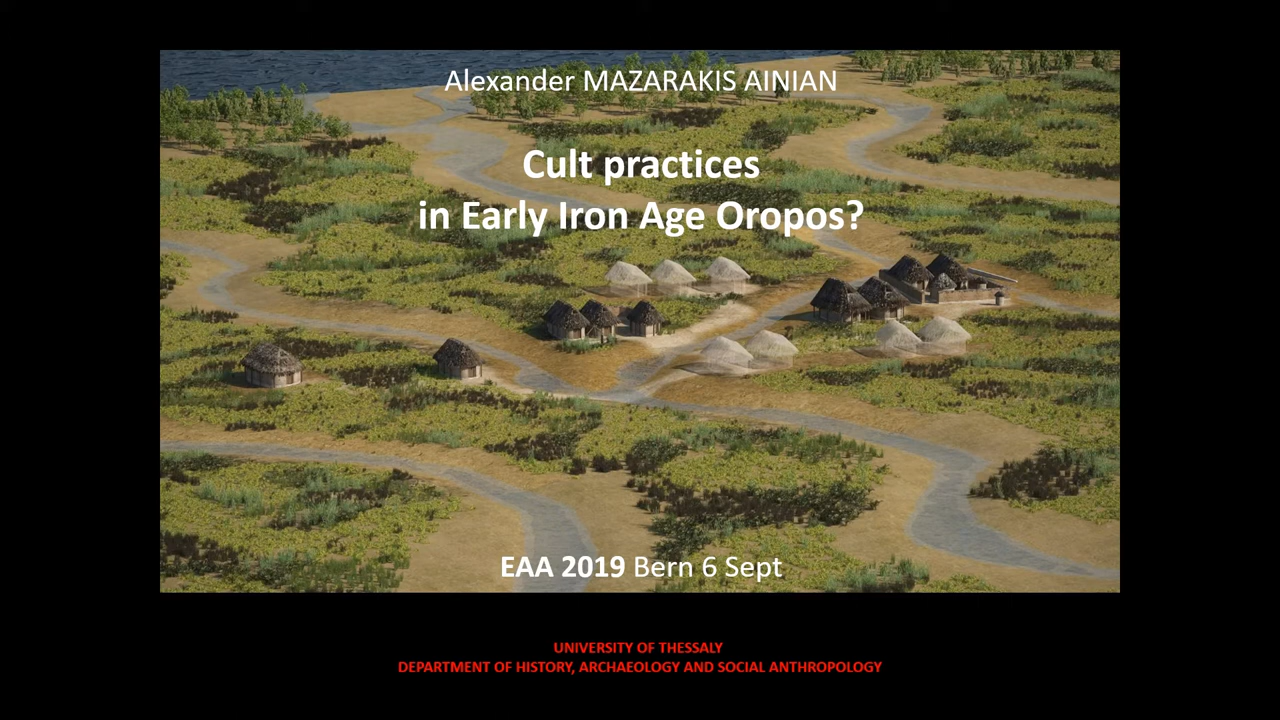 Alexander MAZARAKIS AINIAN
Cult practices
in Early Iron Age Oropos?
EAA 2019 Bern 6 Sept
UNIVERSITY OF THESSALY
DEPARTMENT OF HISTORY, ARCHAEOLOGY AND SOCIAL ANTHROPOLOGY